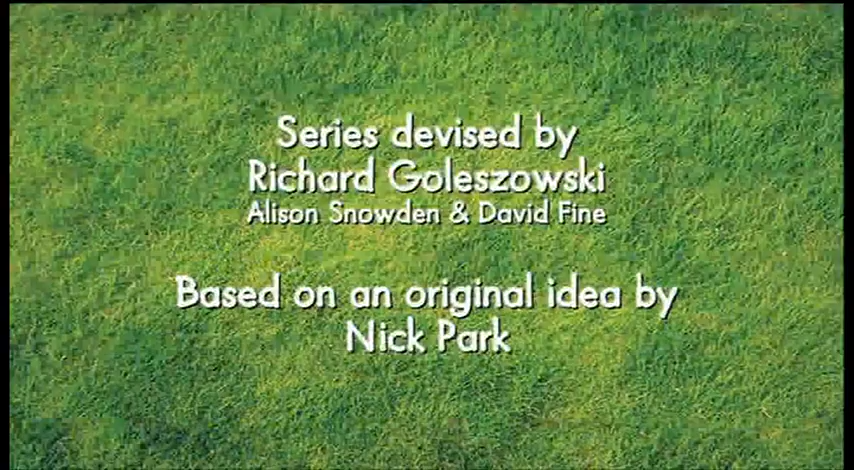 Series devised by
Richard Goleszowski
Alison Snowden & David Fine
Based on an original idea by
Nick Park